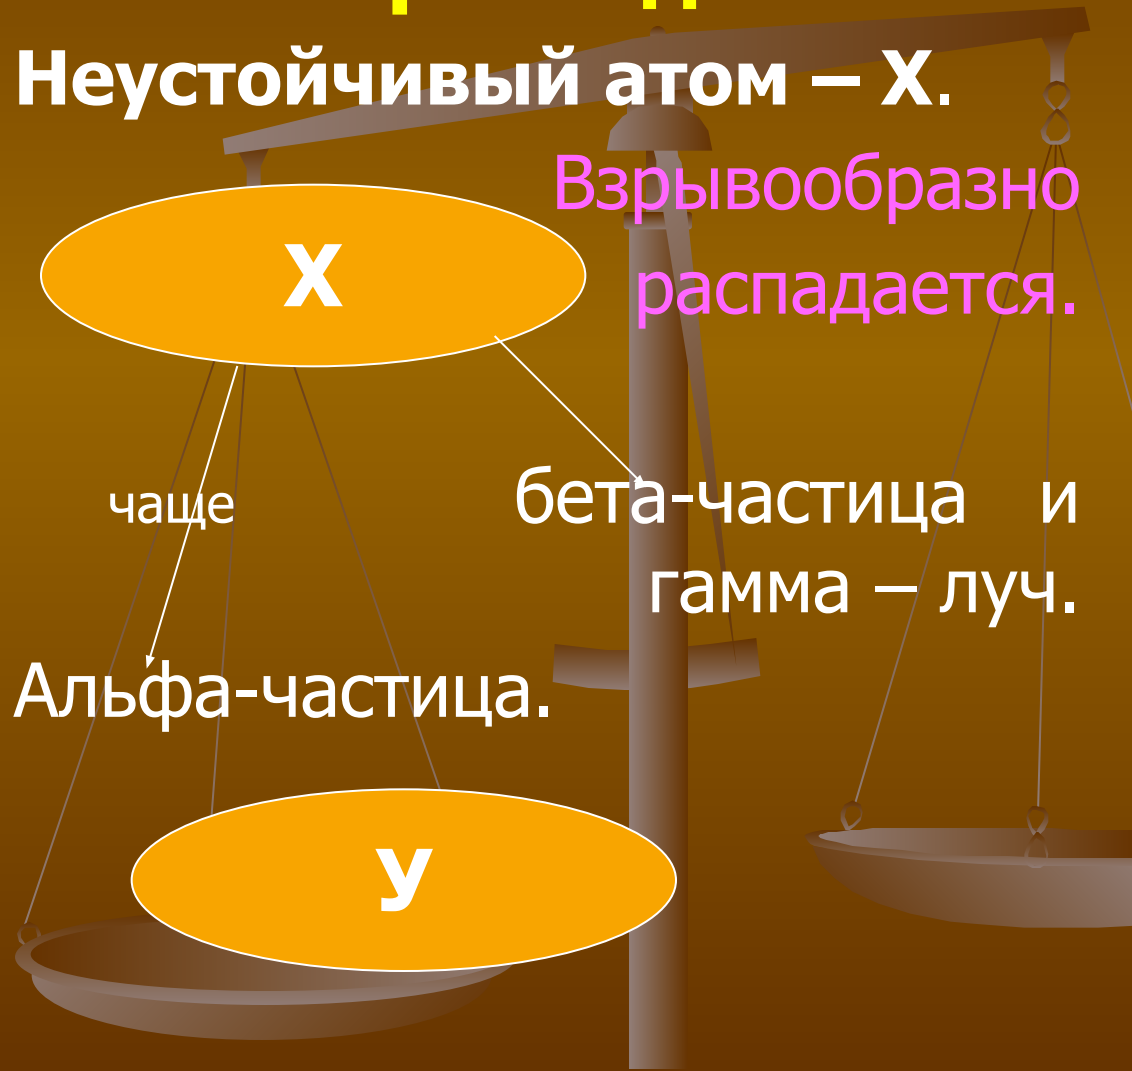 Неустойчивый атом – Х.
Взрывообразно
распадается.
Х
чаще
бета-частица и
гамма – луч.
Альфа-частица.
У